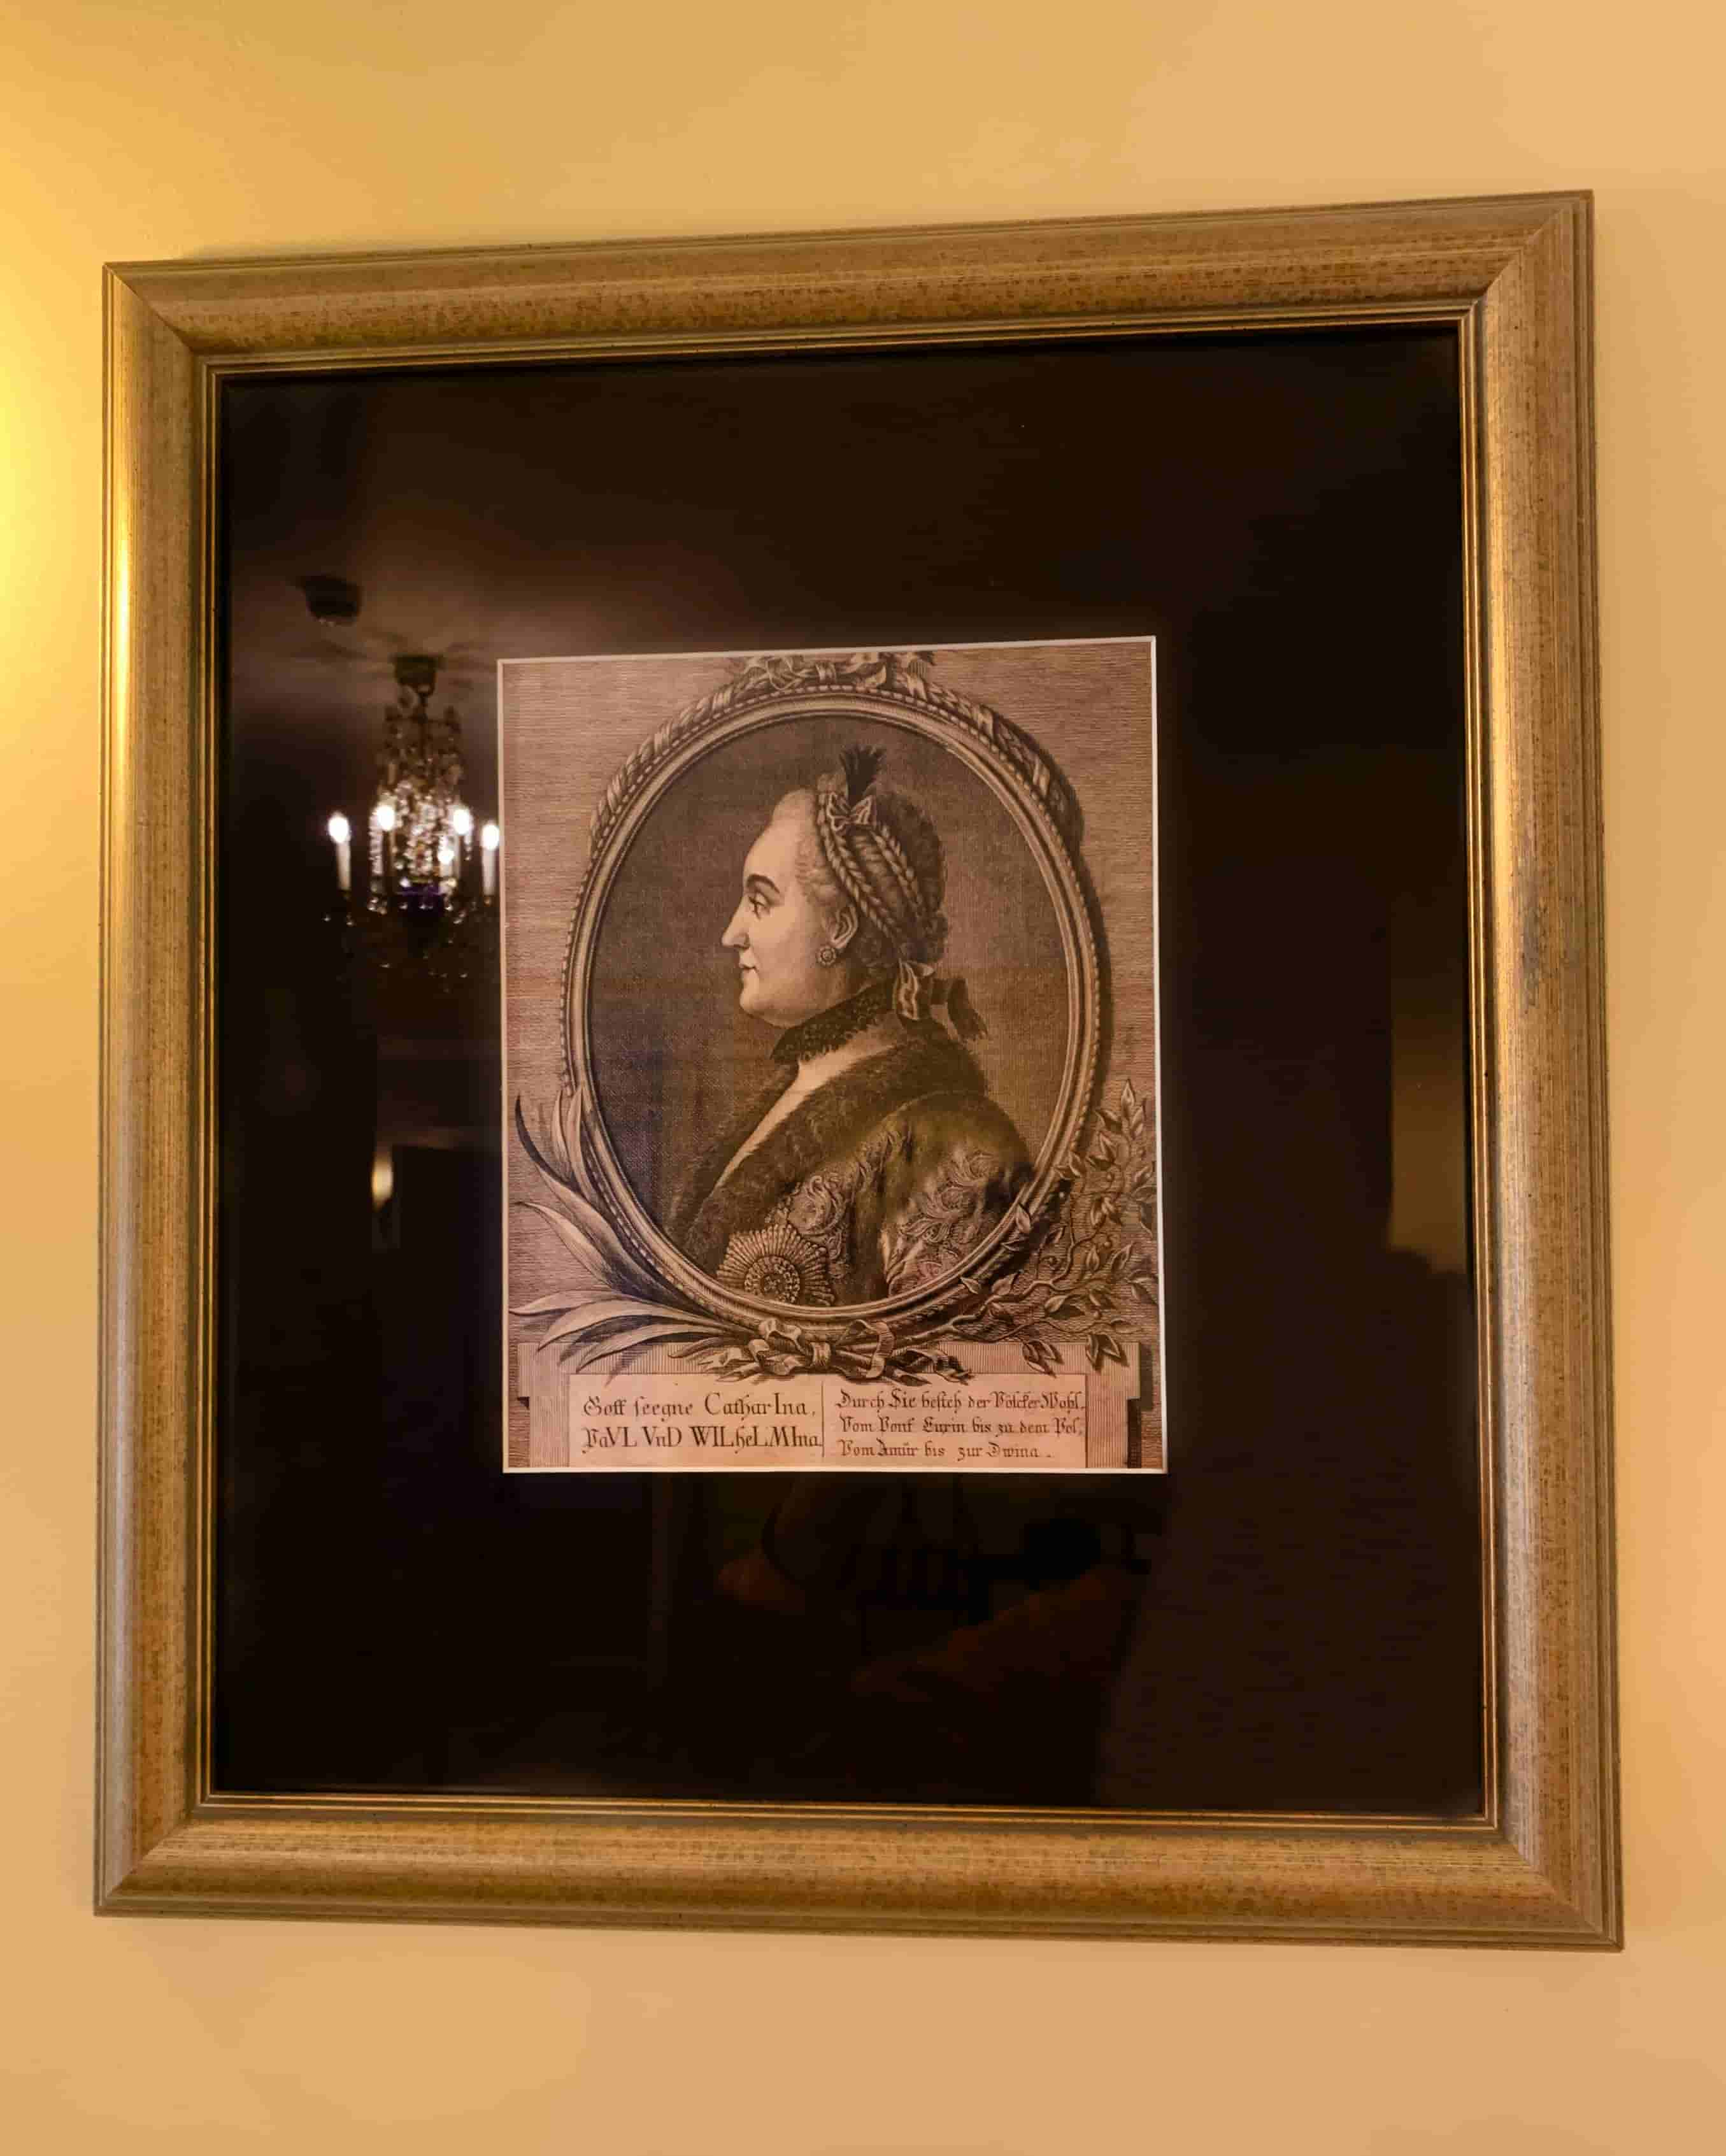 Gott seegne CatharIna,
PaVL VnD WILheLMIna,
Durch Sie besteh der Völcker Wohl,
Vom Pont Euxin bis zu dem Pol,
Vom Amúr bis zur Dwina.